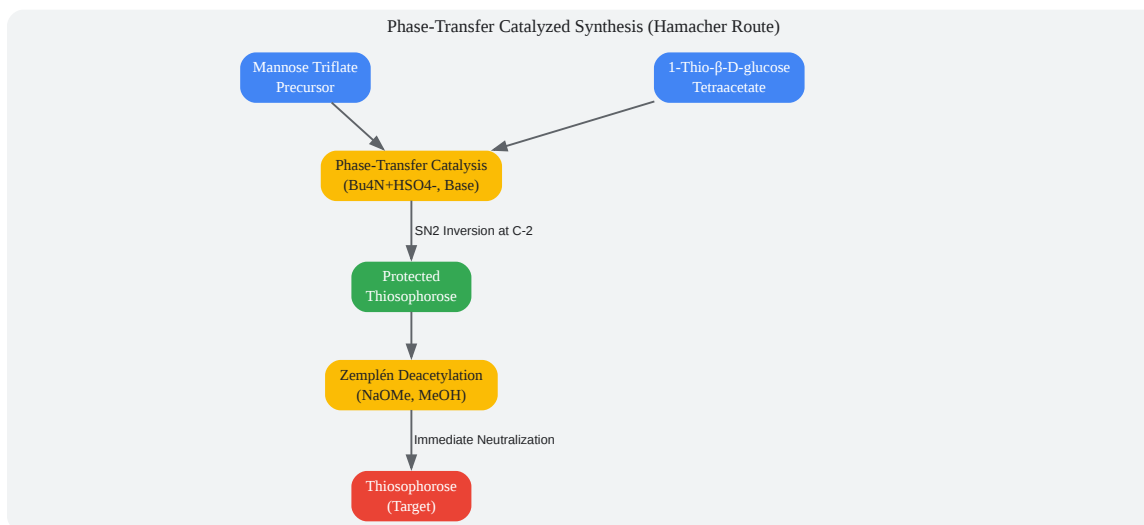 Phase-Transfer Catalyzed Synthesis (Hamacher Route)
Mannose Triflate
Precursor
1-Thio-β-D-glucose
Tetraacetate
Phase-Transfer Catalysis
(Bu4N+HSO4-, Base)
SN2 Inversion at C-2
Protected
Thiosophorose
Zemplén Deacetylation
(NaOMe, MeOH)
Immediate Neutralization
Thiosophorose
(Target)